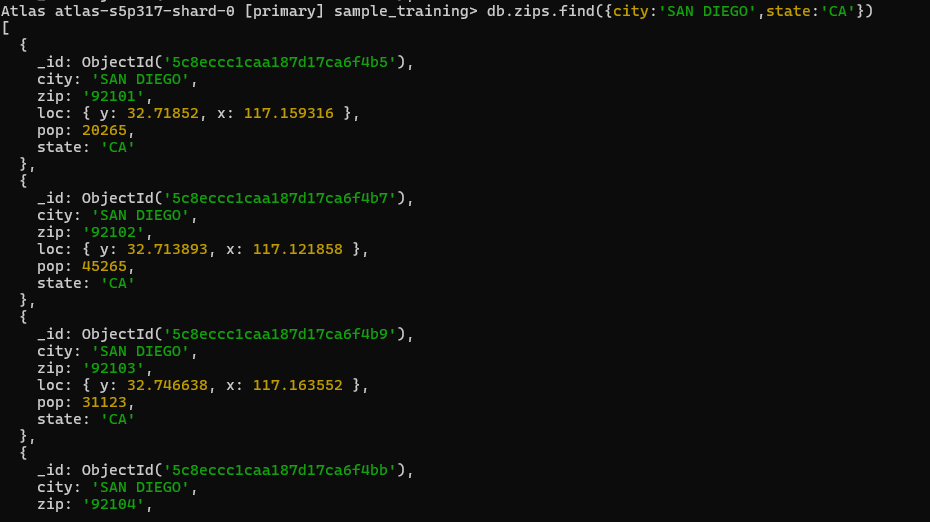 Atlas atlas-s5p317-shard-0 [primary] sample_training> db.zips.find({city:'SAN DIEGO',state:'CA'})
[
  {
    _id: ObjectId('5c8eccc1caa187d17ca6f4b5'),
    city: 'SAN DIEGO',
    zip: '92101',
    loc: { y: 32.71852, x: 117.159316 },
    pop: 20265,
    state: 'CA'
  },
  {
    _id: ObjectId('5c8eccc1caa187d17ca6f4b7'),
    city: 'SAN DIEGO',
    zip: '92102',
    loc: { y: 32.713893, x: 117.121858 },
    pop: 45265,
    state: 'CA'
  },
  {
    _id: ObjectId('5c8eccc1caa187d17ca6f4b9'),
    city: 'SAN DIEGO',
    zip: '92103',
    loc: { y: 32.746638, x: 117.163552 },
    pop: 31123,
    state: 'CA'
  },
  {
    _id: ObjectId('5c8eccc1caa187d17ca6f4bb'),
    city: 'SAN DIEGO',
    zip: '92104',